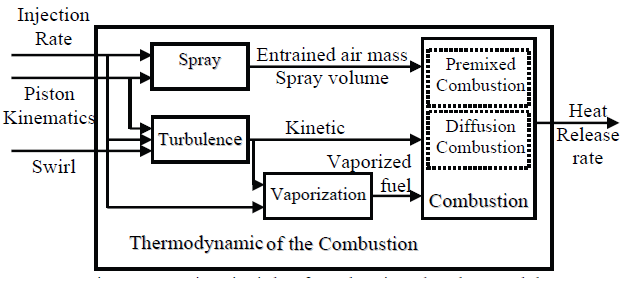 Injection
Rate
Piston
Kinematics
Swirl
Spray
Turbulence
Vaporization
Entrained air mass
Spray volume
Kinetic
Vaporized
fuel
Premixed
Combustion
Diffusion
Combustion
Combustion
Heat
Release
rate
Thermodynamic of the Combustion